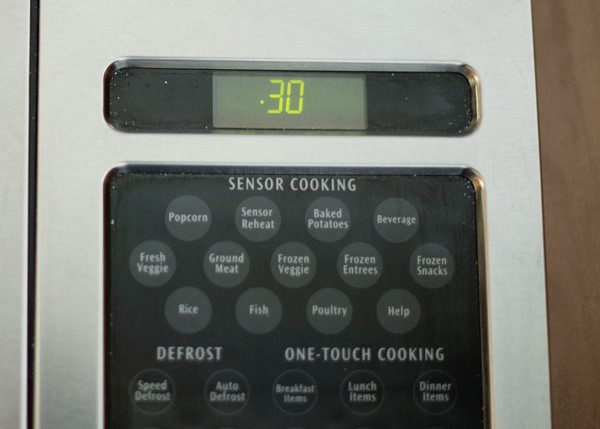 :30
SENSOR COOKING
Popcorn
Sensor
Reheat
Baked
Potatoes
Beverage
Fresh
Veggie
Ground
Meat
Frozen
Veggie
Frozen
Entrees
Frozen
Snacks
Rice
Fish
Poultry
Help
DEFROST
ONE-TOUCH COOKING
Speed
Defrost
Auto
Defrost
Breakfast
Items
Lunch
Items
Dinner
Items